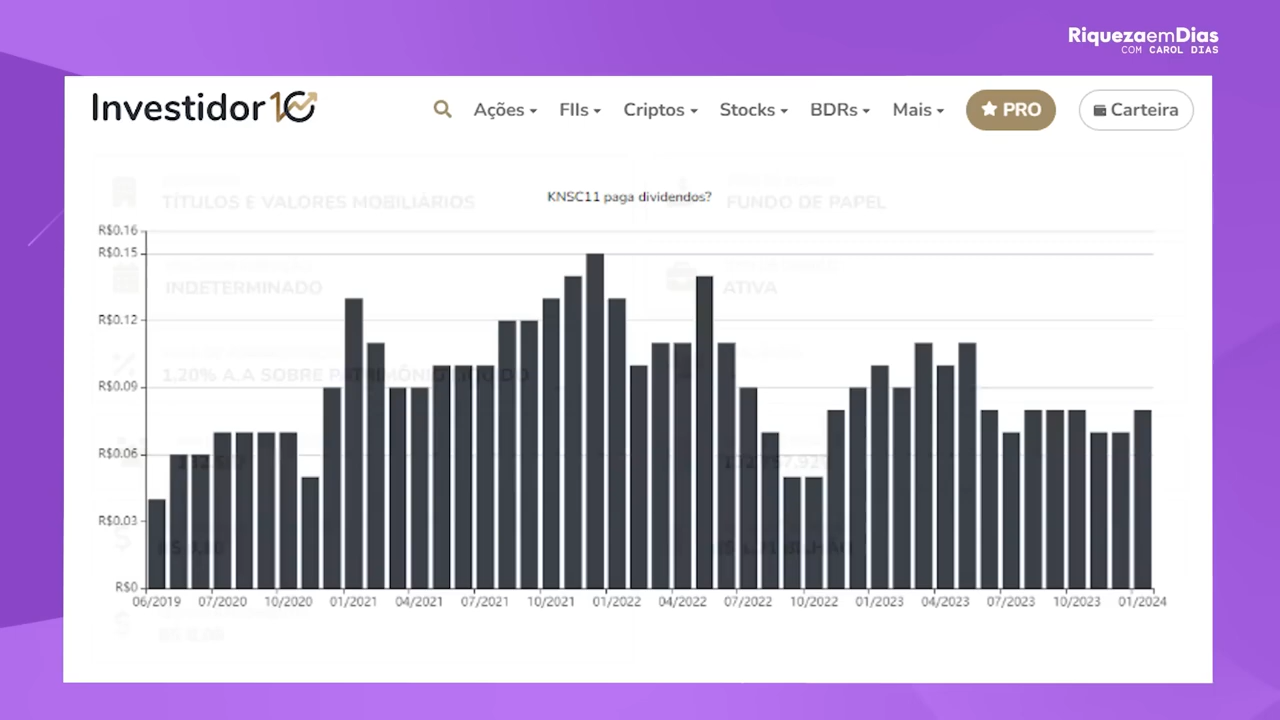 RiquezaemDias
COM CAROL DIAS
Investidor10
Ações FIIs Criptos Stocks BDRs Mais PRO Carteira
TÍTULOS E VALORES MOBILIÁRIOS
FUNDO DE PAPEL
KNSC11 paga dividendos?
INDETERMINADO
ATIVA
R$0.16
R$0.15
R$0.12
R$0.09
R$0.06
R$0.03
R$0
06/2019 07/2020 10/2020 01/2021 04/2021 07/2021 10/2021 01/2022 04/2022 07/2022 10/2022 01/2023 04/2023 07/2023 10/2023 01/2024